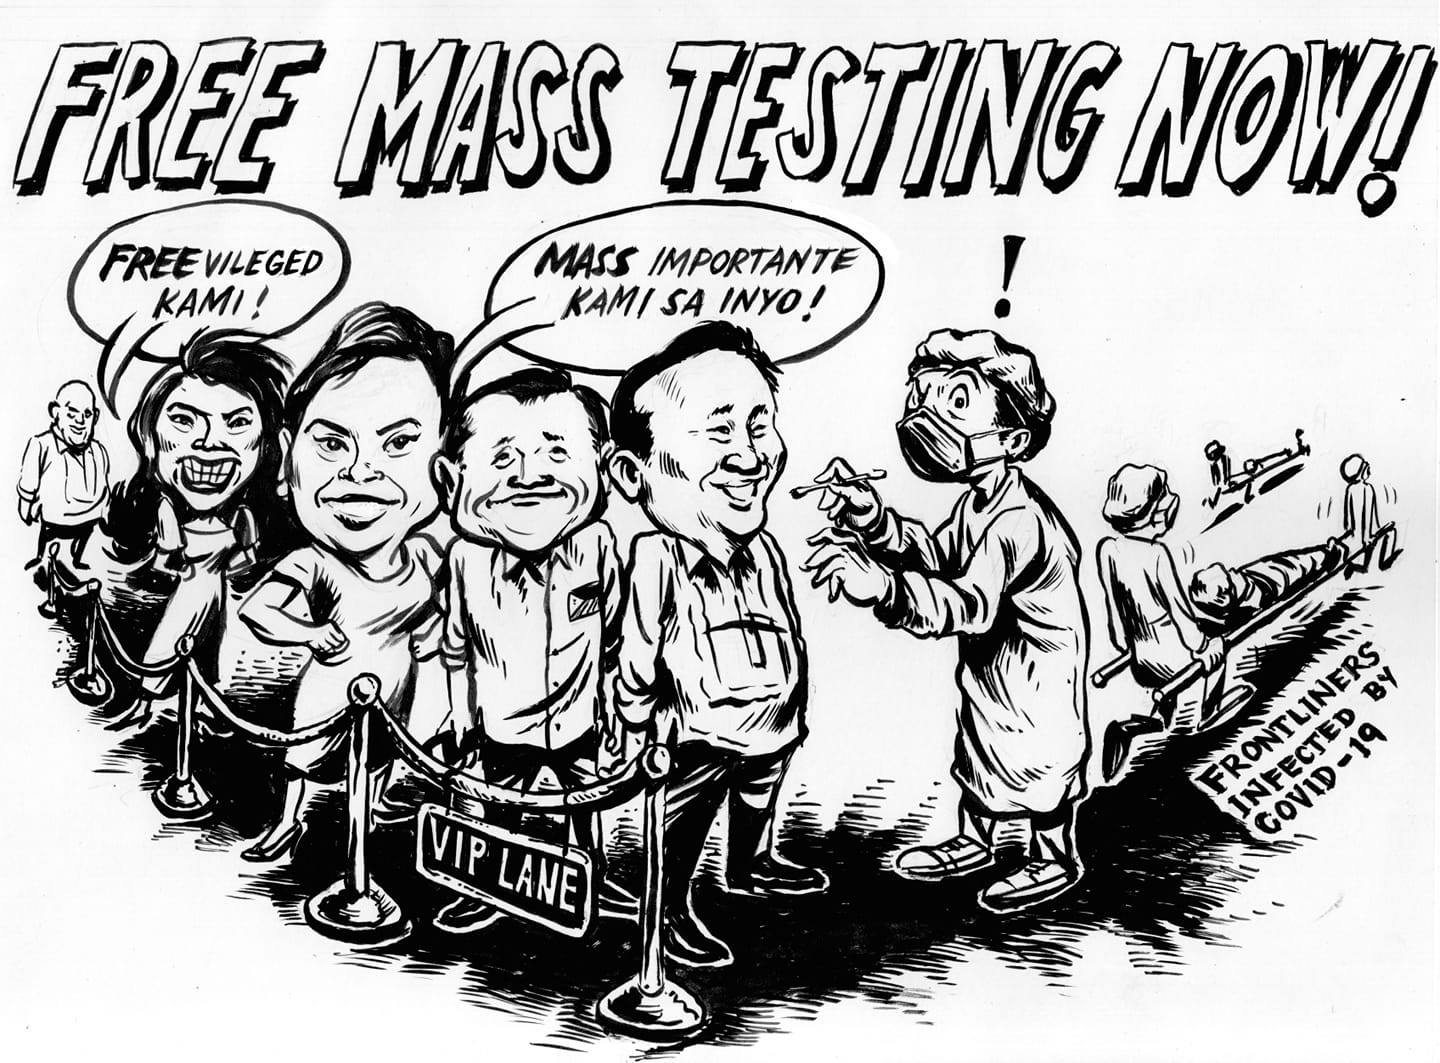 FREE MASS TESTING NOW!
FREEVILEGED
KAMI!
MASS IMPORTANTE
KAMI SA INYO!
!
VIP LANE
FRONTLINERS
INFECTED BY
COVID-19